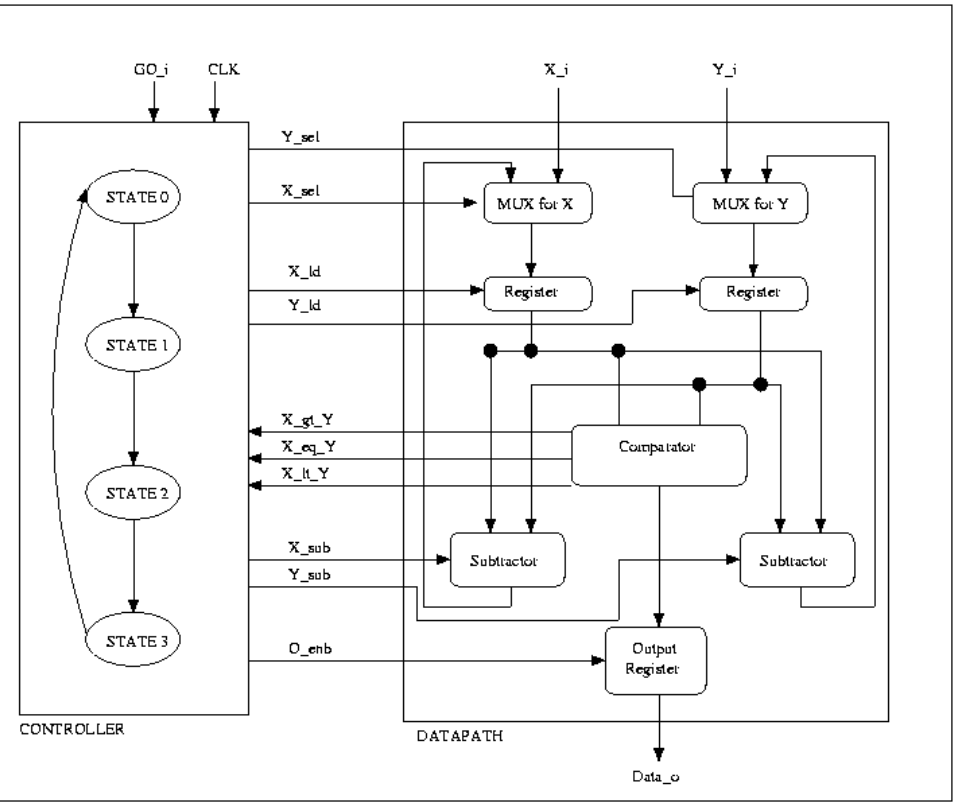 GO_i
CLK
X_i
Y_i
Y_sel
X_sel
X_ld
Y_ld
X_gt_Y
X_eq_Y
X_lt_Y
X_sub
Y_sub
O_enb
STATE 0
STATE 1
STATE 2
STATE 3
CONTROLLER
MUX for X
MUX for Y
Register
Register
Comparator
Subtractor
Subtractor
Output
Register
DATAPATH
Data_o